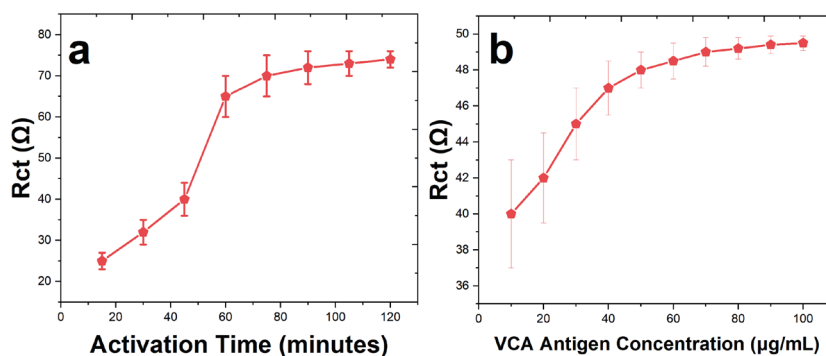 a
80
70
60
50
40
30
20
Rct (Ω)
0 20 40 60 80 100 120
Activation Time (minutes)
b
50
48
46
44
42
40
38
36
Rct (Ω)
0 20 40 60 80 100
VCA Antigen Concentration (µg/mL)